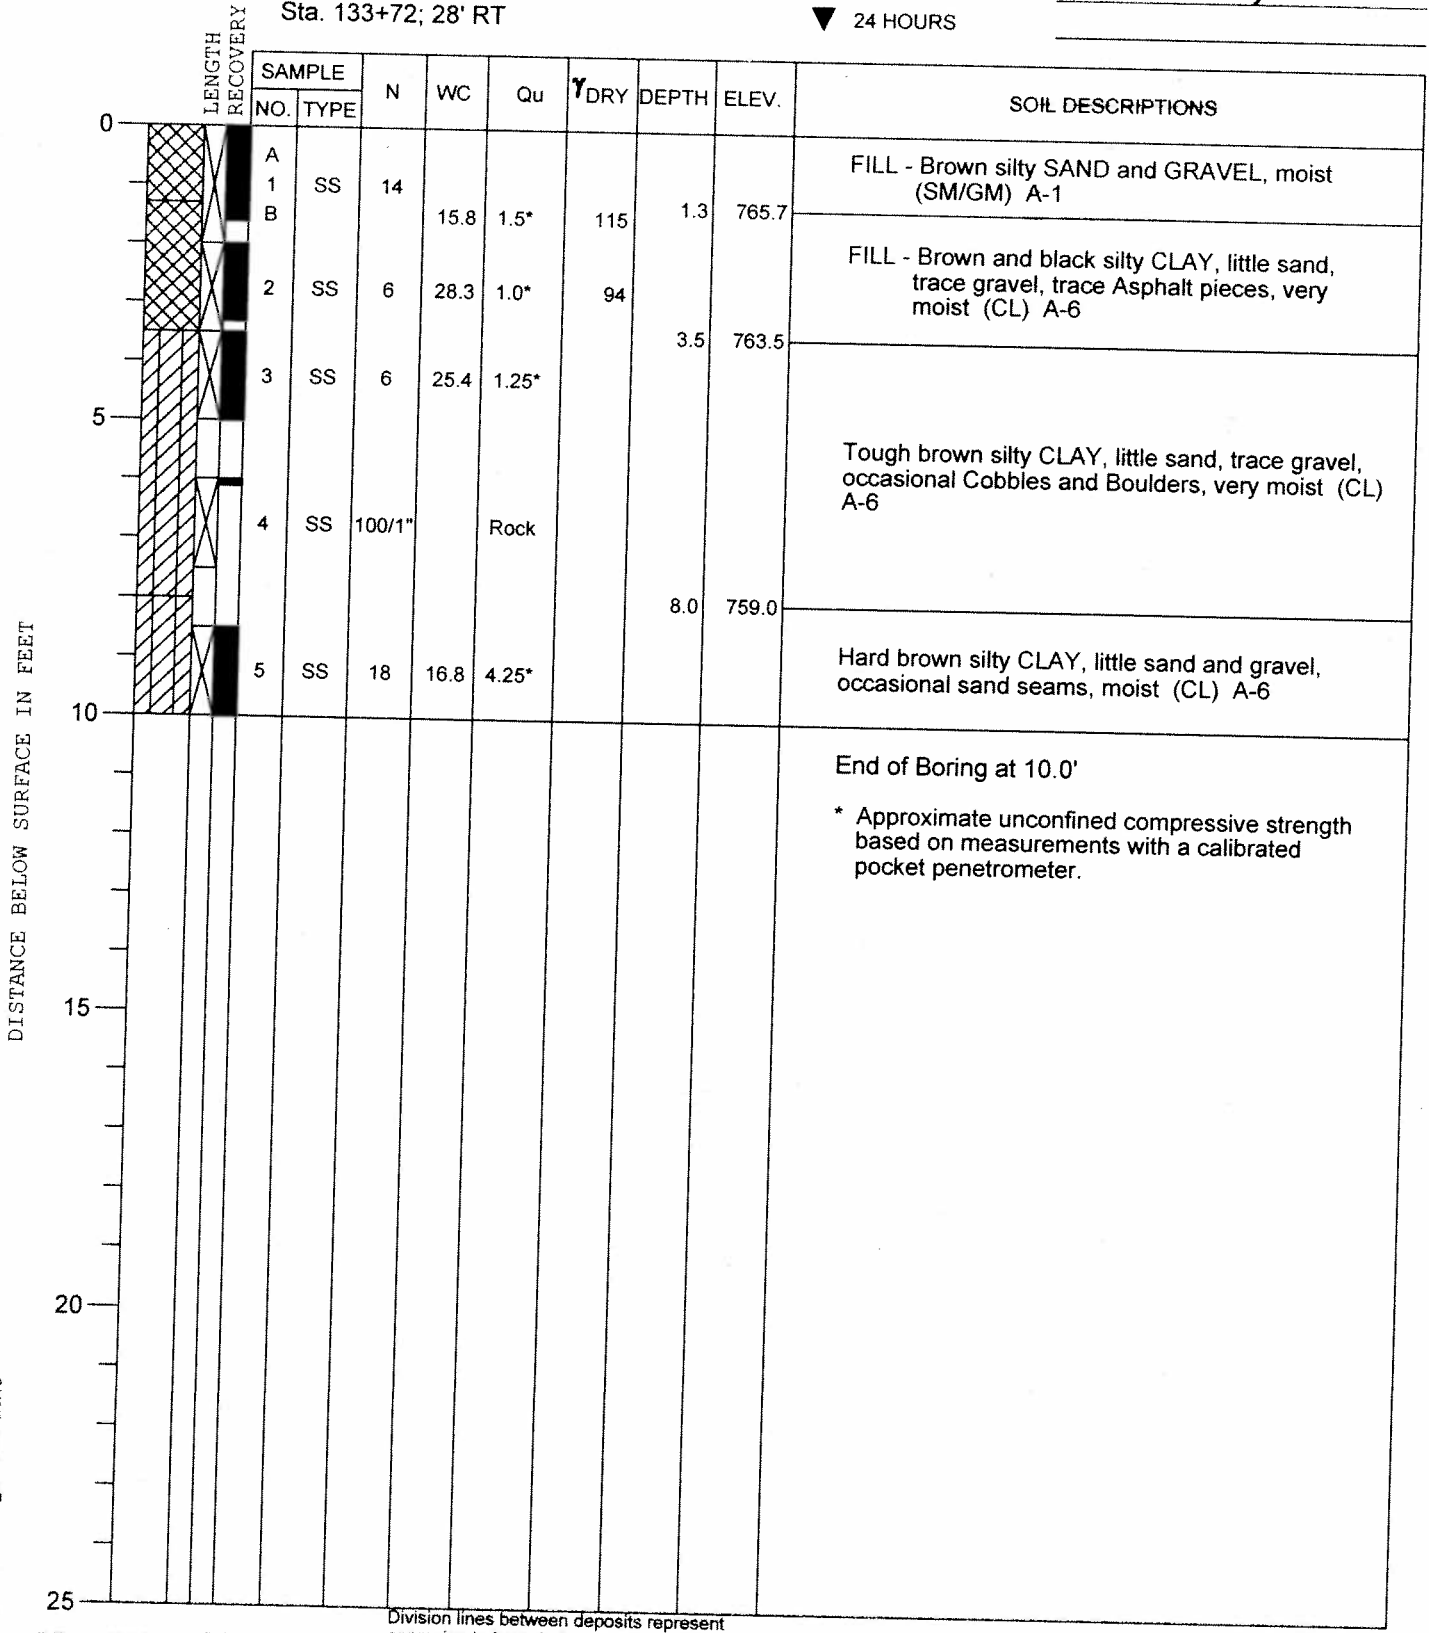 Sta. 133+72; 28' RT
▼ 24 HOURS
LENGTH
RECOVERY
SAMPLE
NO. TYPE N WC Qu γDRY DEPTH ELEV. SOIL DESCRIPTIONS
0
A
1 SS 14
B 15.8 1.5* 115 1.3 765.7
FILL - Brown silty SAND and GRAVEL, moist
(SM/GM) A-1
2 SS 6 28.3 1.0* 94
FILL - Brown and black silty CLAY, little sand,
trace gravel, trace Asphalt pieces, very
moist (CL) A-6
3.5 763.5
3 SS 6 25.4 1.25*
5
Tough brown silty CLAY, little sand, trace gravel,
occasional Cobbles and Boulders, very moist (CL)
A-6
4 SS 100/1" Rock
8.0 759.0
5 SS 18 16.8 4.25*
Hard brown silty CLAY, little sand and gravel,
occasional sand seams, moist (CL) A-6
10
End of Boring at 10.0'
* Approximate unconfined compressive strength
based on measurements with a calibrated
pocket penetrometer.
DISTANCE BELOW SURFACE IN FEET
15
20
25
Division lines between deposits represent